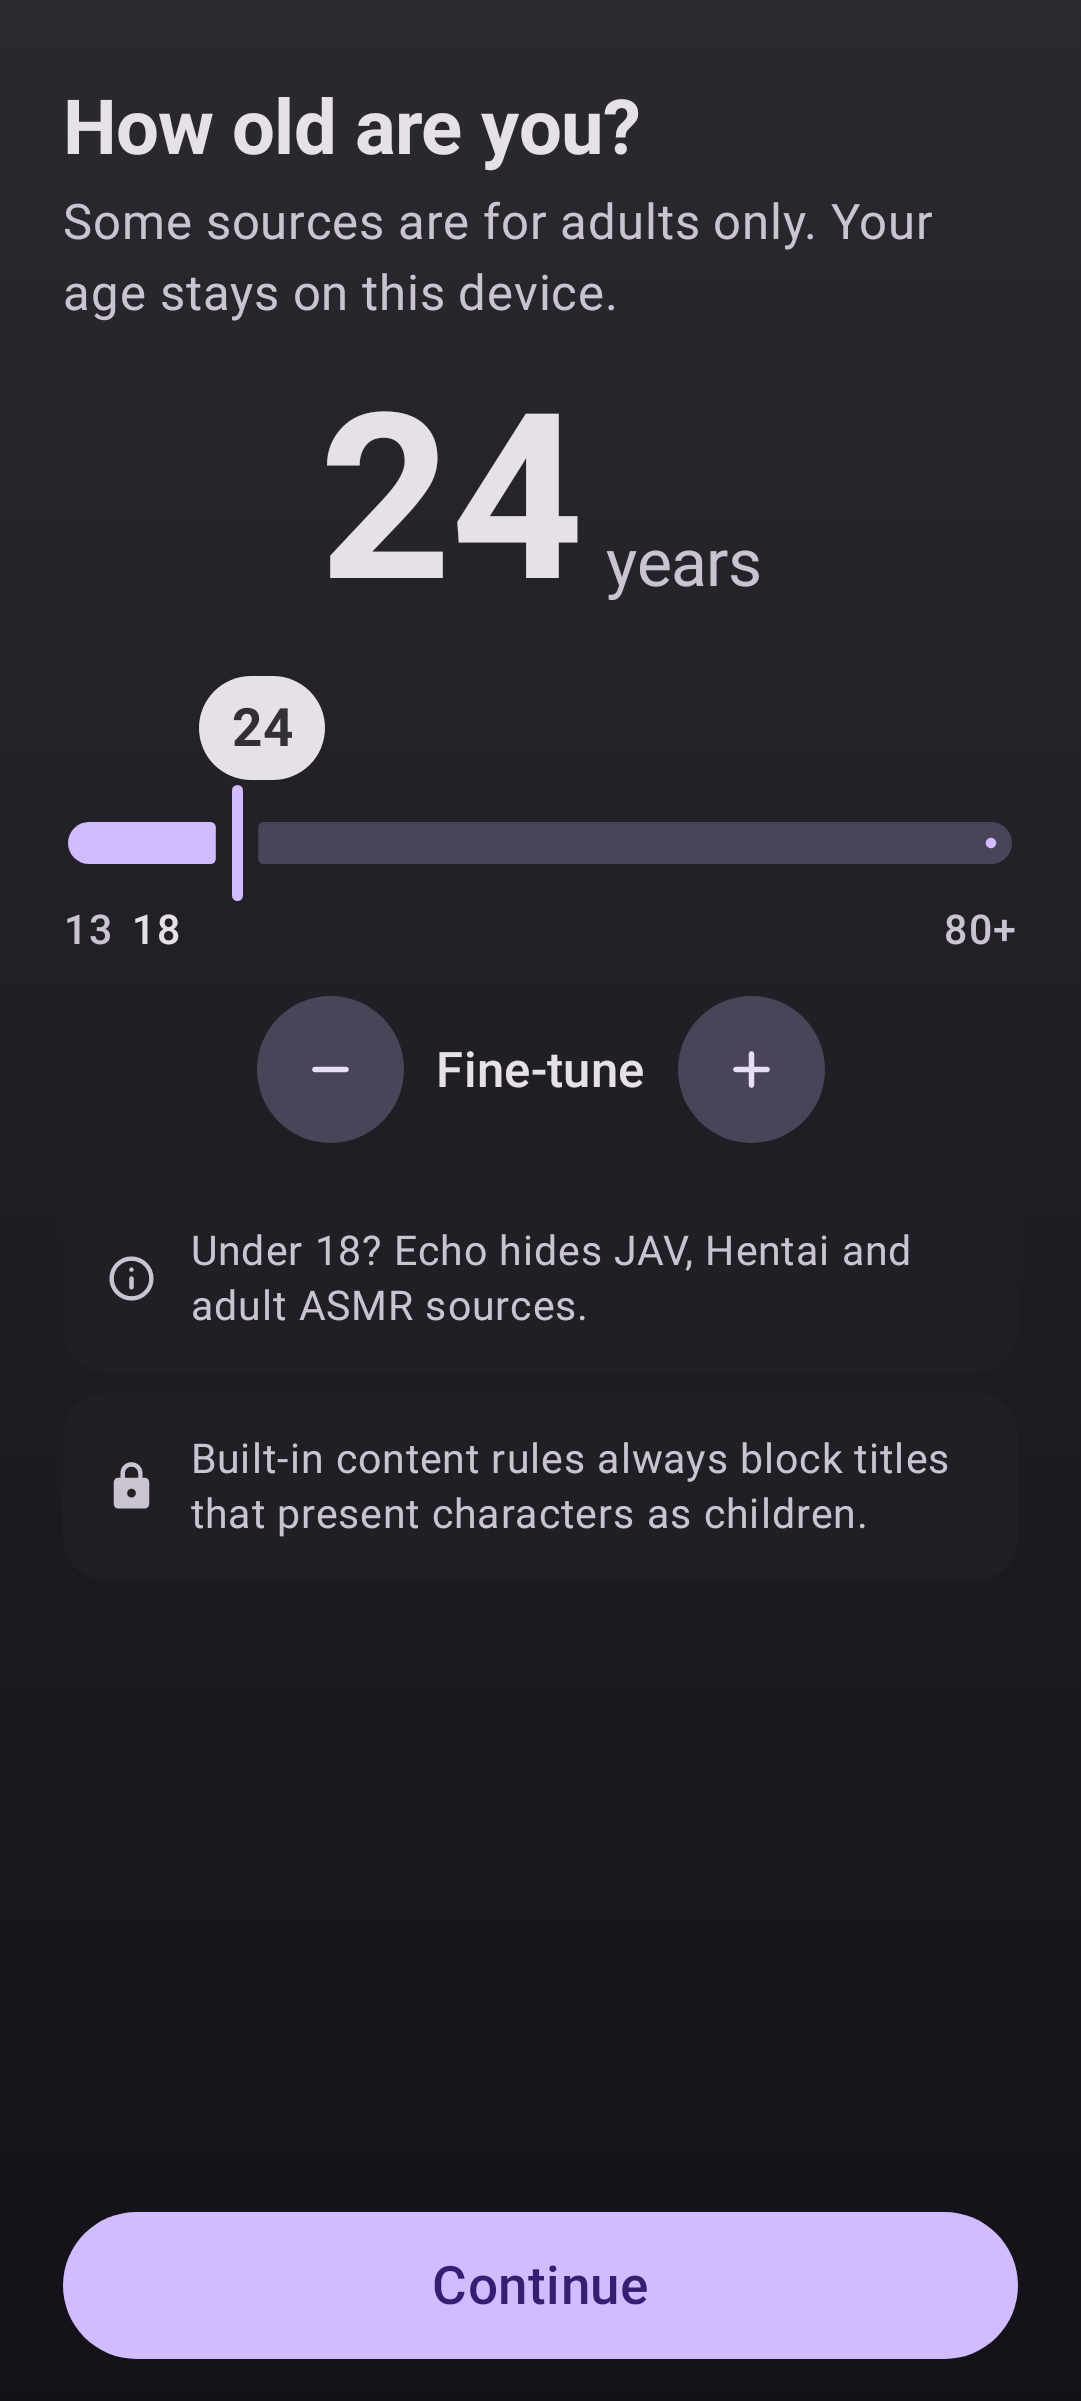 How old are you?
Some sources are for adults only. Your
age stays on this device.
24 years
24
13 18 80+
Fine-tune
Under 18? Echo hides JAV, Hentai and
adult ASMR sources.
Built-in content rules always block titles
that present characters as children.
Continue